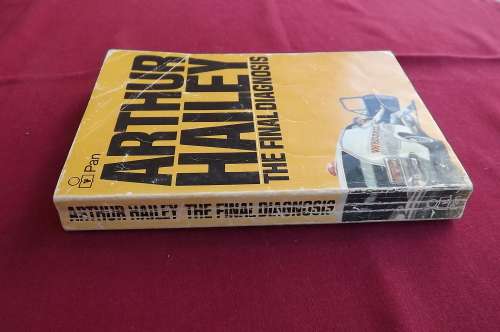 ARTHUR
HAILEY
THE FINAL DIAGNOSIS
Pan
ARTHUR HAILEY THE FINAL DIAGNOSIS